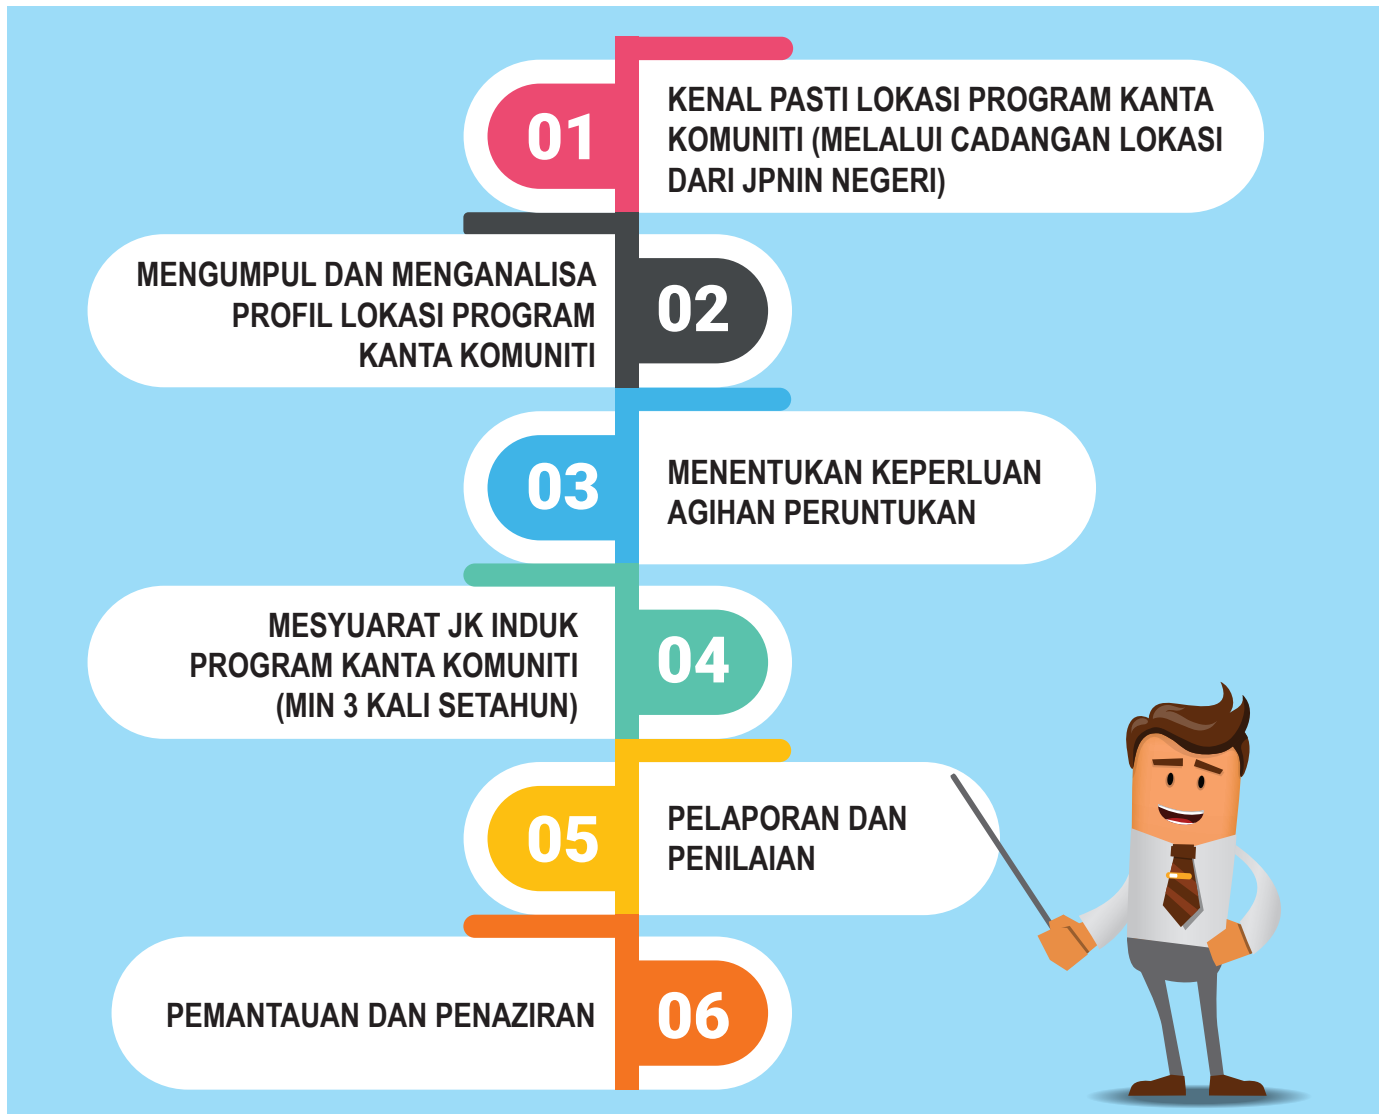 01
KENAL PASTI LOKASI PROGRAM KANTA
KOMUNITI (MELALUI CADANGAN LOKASI
DARI JPNIN NEGERI)
MENGUMPUL DAN MENGANALISA
PROFIL LOKASI PROGRAM
KANTA KOMUNITI
02
03
MENENTUKAN KEPERLUAN
AGIHAN PERUNTUKAN
MESYUARAT JK INDUK
PROGRAM KANTA KOMUNITI
(MIN 3 KALI SETAHUN)
04
05
PELAPORAN DAN
PENILAIAN
PEMANTAUAN DAN PENAZIRAN
06